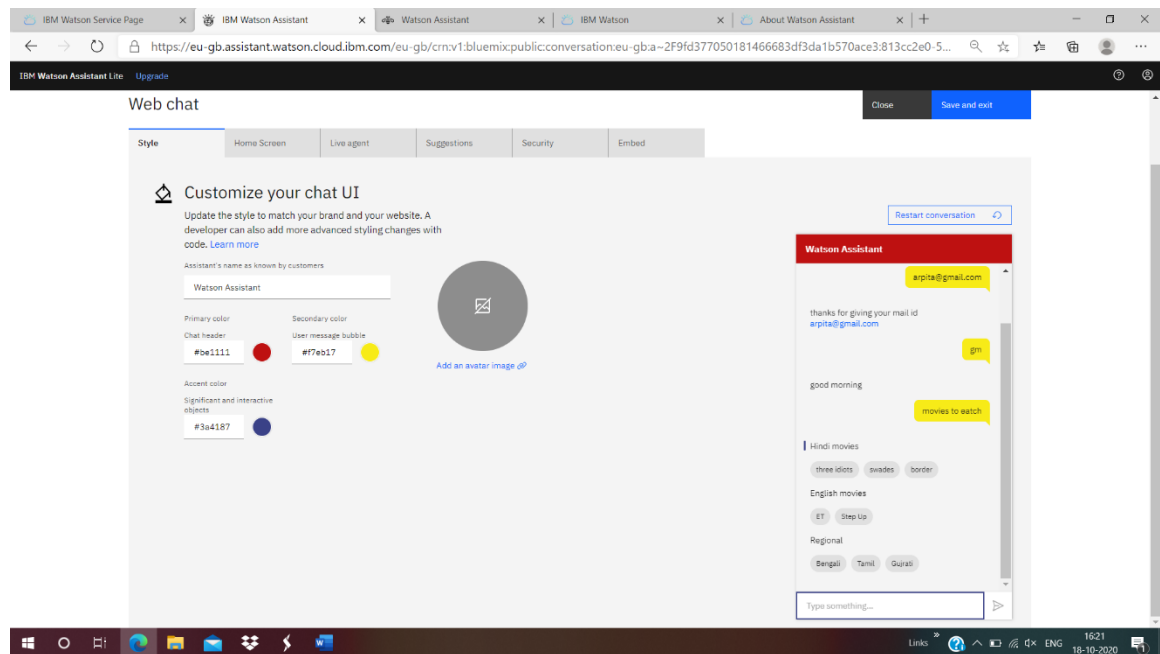 IBM Watson Service Page
IBM Watson Assistant
Watson Assistant
IBM Watson
About Watson Assistant
https://eu-gb.assistant.watson.cloud.ibm.com/eu-gb/crn:v1:bluemix:public:conversation:eu-gb:a~2F9fd377050181466683df3da1b570ace3:813cc2e0-5...
IBM Watson Assistant Lite Upgrade
Web chat
Close
Save and exit
Style
Home Screen
Live agent
Suggestions
Security
Embed
Customize your chat UI
Update the style to match your brand and your website. A
developer can also add more advanced styling changes with
code. Learn more
Assistant's name as known by customers
Watson Assistant
Primary color
Secondary color
Chat header
User message bubble
#be1111
#f7eb17
Add an avatar image
Accent color
Significant and interactive
objects
#3a4187
Restart conversation
Watson Assistant
arpita@gmail.com
thanks for giving your mail id
arpita@gmail.com
gm
good morning
movies to eatch
Hindi movies
three idiots swades border
English movies
ET Step Up
Regional
Bengali Tamil Gujrati
Type something...
Links
ENG
16:21
18-10-2020